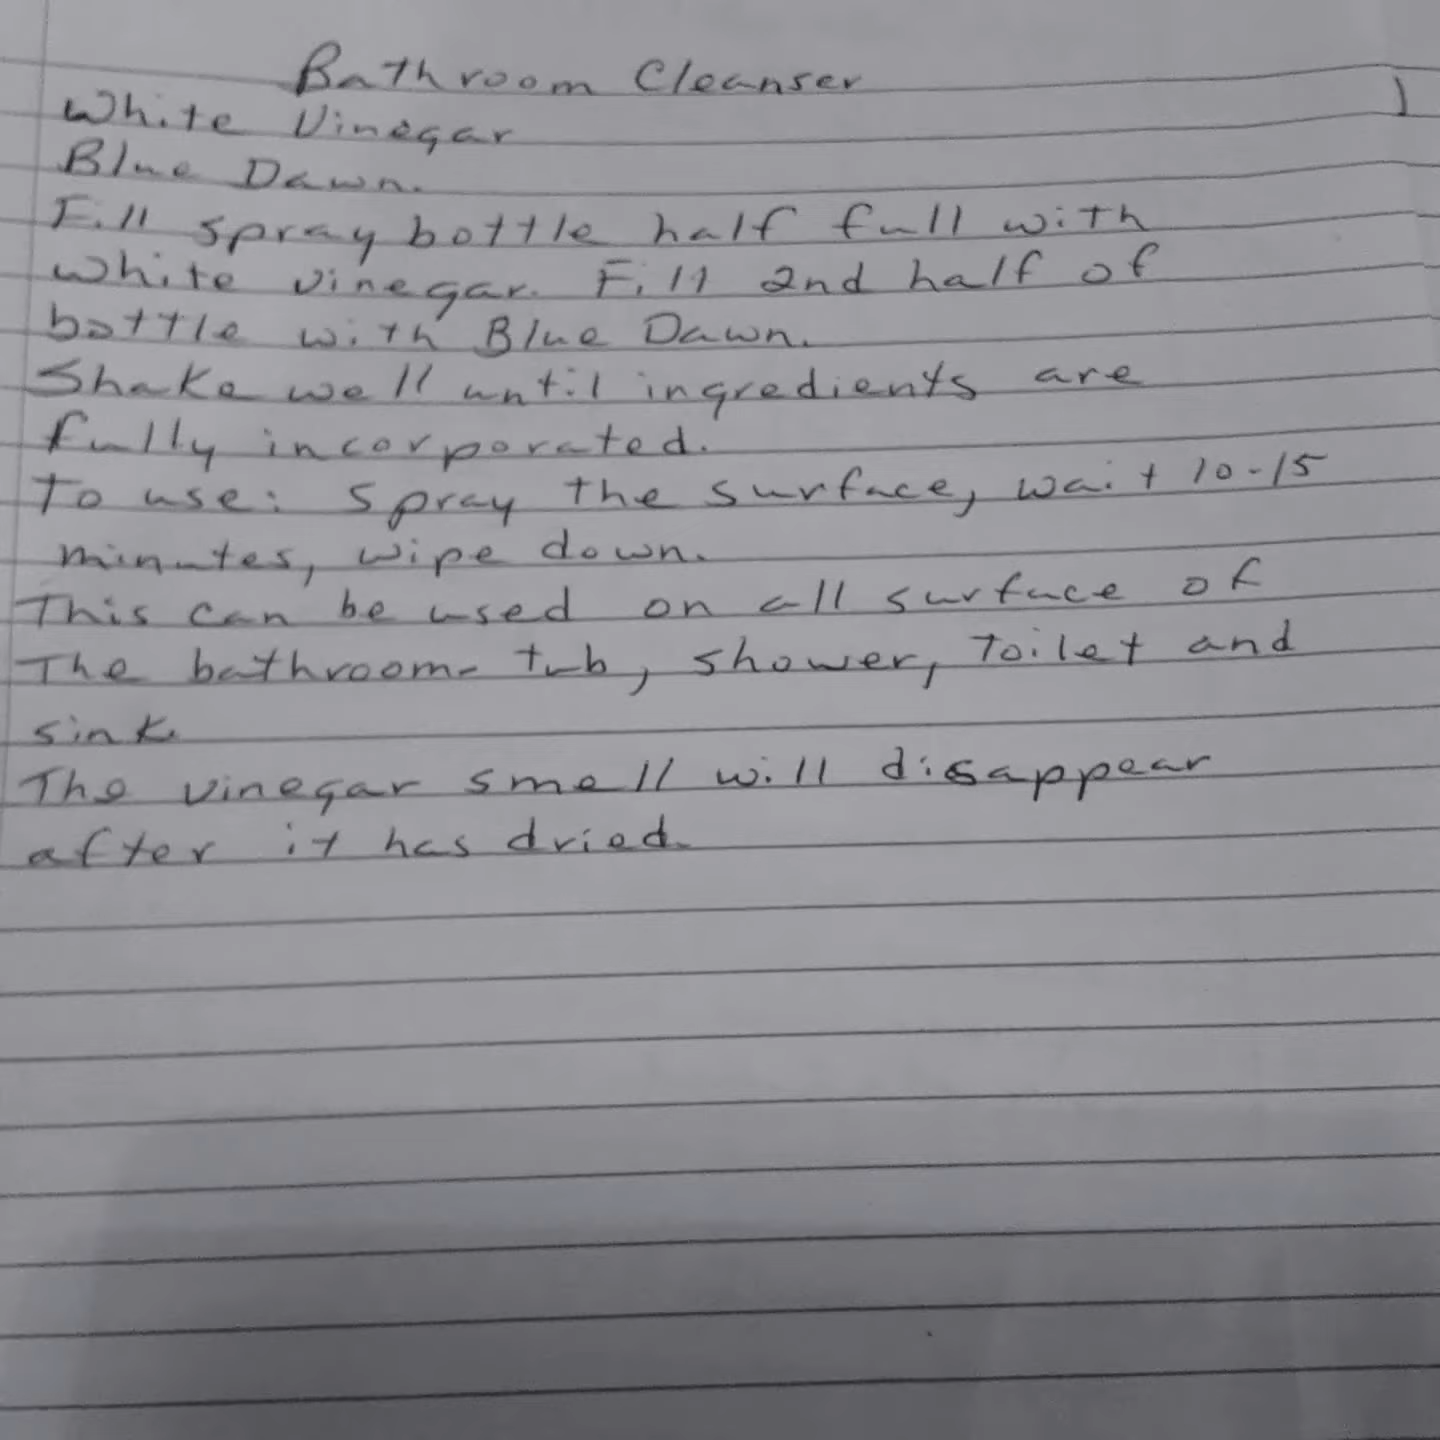 Bathroom Cleanser
White Vinegar
Blue Dawn.
Fill spray bottle half full with
white vinegar. Fill 2nd half of
bottle with Blue Dawn.
Shake well until ingredients are
fully incorporated.
To use: Spray the surface, wait 10-15
minutes, wipe down.
This can be used on all surface of
The bathroom- tub, shower, Toilet and
sink.
The vinegar smell will disappear
after it has dried.